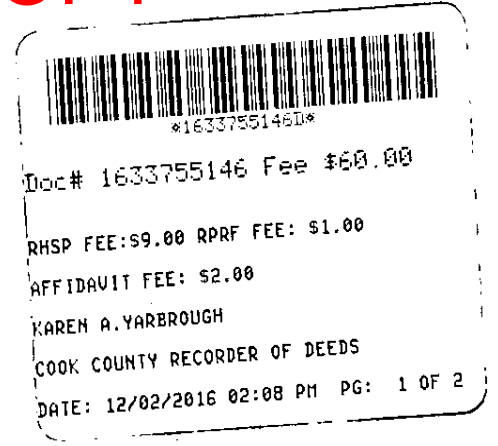 *1633755146D*
Doc# 1633755146 Fee $60.00
RHSP FEE:$9.00 RPRF FEE: $1.00
AFFIDAVIT FEE: $2.00
KAREN A.YARBROUGH
COOK COUNTY RECORDER OF DEEDS
DATE: 12/02/2016 02:08 PM PG: 1 OF 2